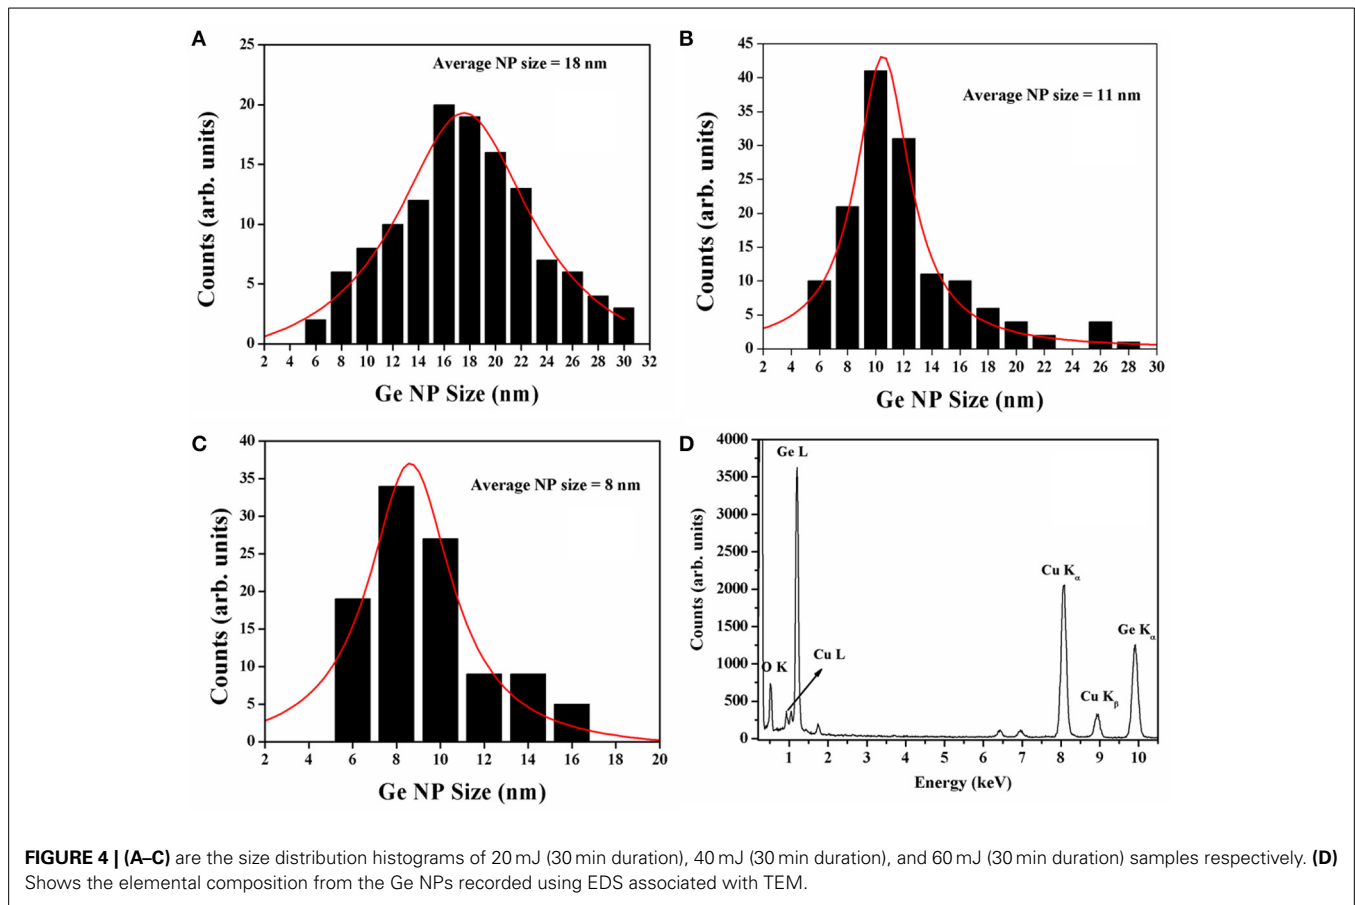 A
Average NP size = 18 nm
Counts (arb. units)
25
20
15
10
5
0
2 4 6 8 10 12 14 16 18 20 22 24 26 28 30 32
Ge NP Size (nm)
B
Average NP size = 11 nm
Counts (arb. units)
45
40
35
30
25
20
15
10
5
0
2 4 6 8 10 12 14 16 18 20 22 24 26 28 30
Ge NP Size (nm)
C
Average NP size = 8 nm
Counts (arb. units)
40
35
30
25
20
15
10
5
0
2 4 6 8 10 12 14 16 20
Ge NP Size (nm)
D
Counts (arb. units)
4000
3500
3000
2500
2000
1500
1000
500
0
Ge L
O K
Cu L
Cu Kα
Cu Kβ
Ge Kα
1 2 3 4 5 6 7 8 9 10
Energy (keV)
FIGURE 4 | (A–C) are the size distribution histograms of 20 mJ (30 min duration), 40 mJ (30 min duration), and 60 mJ (30 min duration) samples respectively. (D)
Shows the elemental composition from the Ge NPs recorded using EDS associated with TEM.